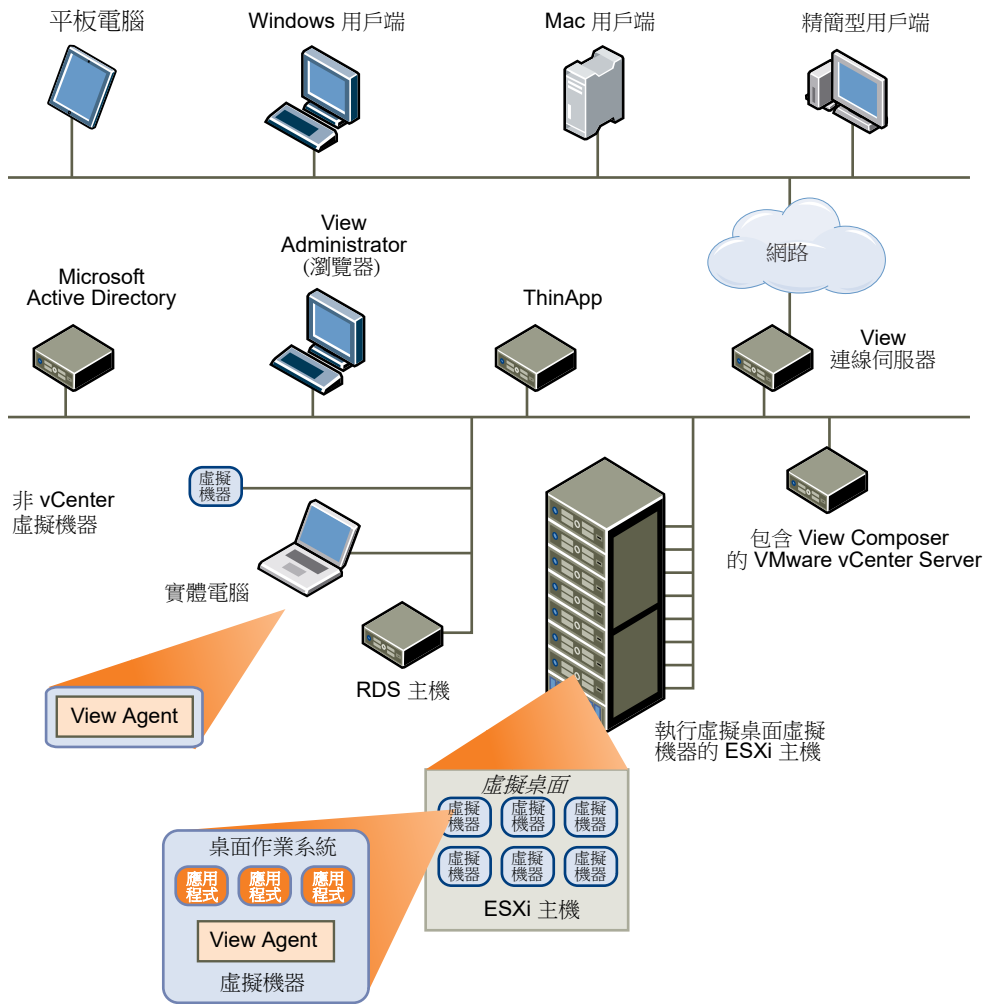 平板電腦
Windows 用戶端
Mac 用戶端
精簡型用戶端
View
Administrator
(瀏覽器)
網路
Microsoft
Active Directory
ThinApp
View
連線伺服器
虛擬
機器
非 vCenter
虛擬機器
實體電腦
包含 View Composer
的 VMware vCenter Server
RDS 主機
View Agent
執行虛擬桌面虛擬
機器的 ESXi 主機
虛擬桌面
虛擬
機器
虛擬
機器
虛擬
機器
虛擬
機器
虛擬
機器
虛擬
機器
ESXi 主機
桌面作業系統
應用
程式
應用
程式
應用
程式
View Agent
虛擬機器